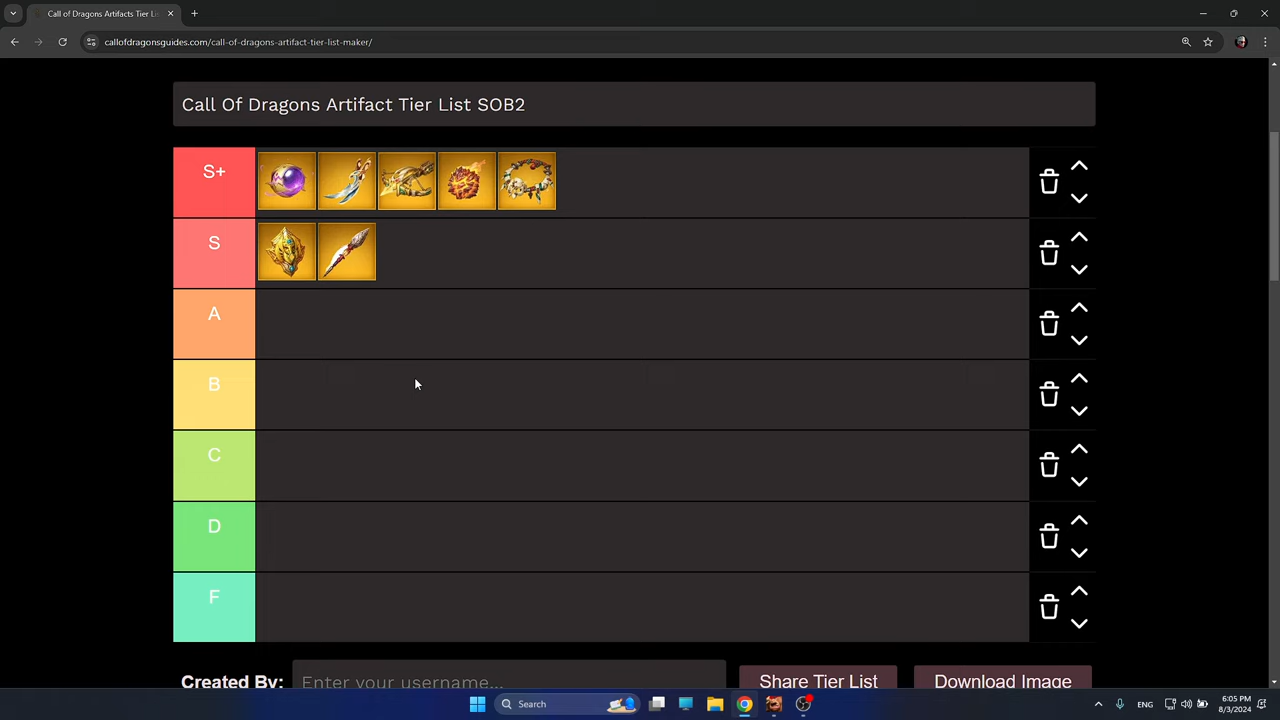 Call of Dragons Artifacts Tier Lis
callofdragonsguides.com/call-of-dragons-artifact-tier-list-maker/
Call Of Dragons Artifact Tier List SOB2
S+
S
A
B
C
D
F
Created By:
Enter your username...
Share Tier List
Download Image
Search
ENG
6:05 PM
8/3/2024